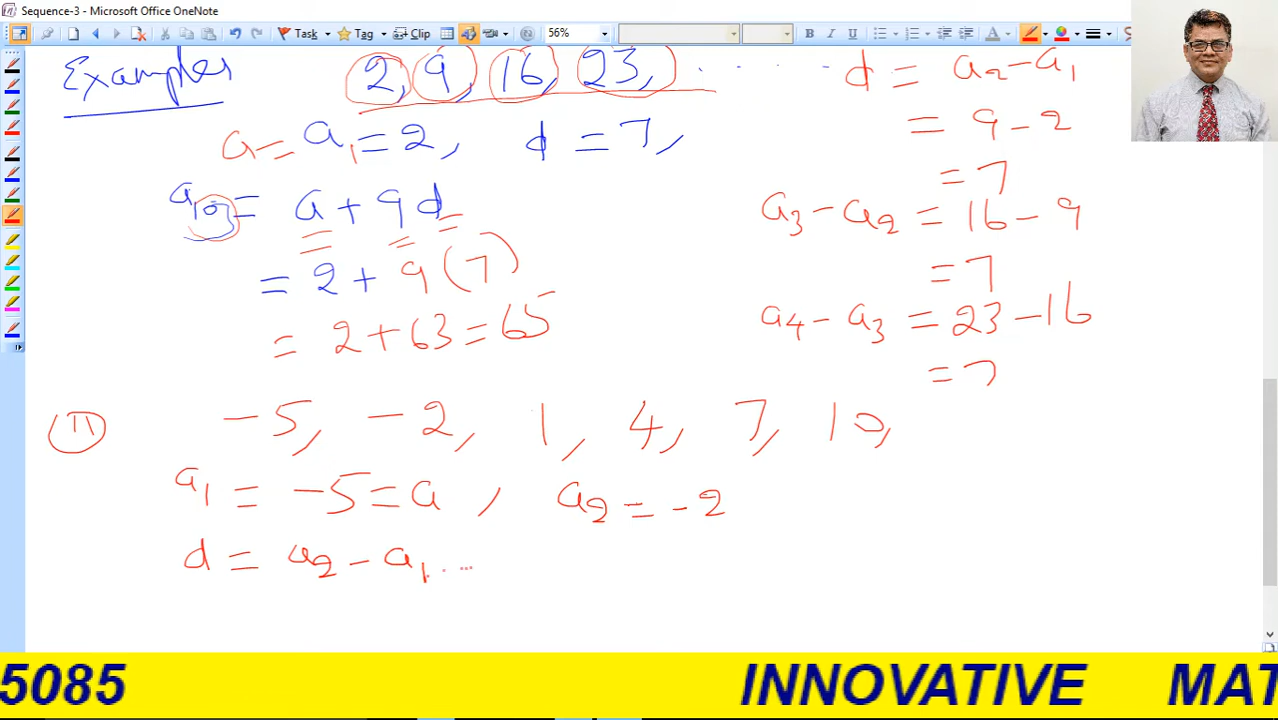 Sequence-3 - Microsoft Office OneNote
Task Tag Clip 56% B I U
Examples 2, 9, 16, 23, . . . . .
a = a₁ = 2, d = 7,
a₁₀ = a + 9d
= 2 + 9(7)
= 2 + 63 = 65
d = a₂ - a₁
= 9 - 2
= 7
a₃ - a₂ = 16 - 9
= 7
a₄ - a₃ = 23 - 16
= 7
II -5, -2, 1, 4, 7, 10,
a₁ = -5 = a, a₂ = -2
d = a₂ - a₁
5085 INNOVATIVE MAT